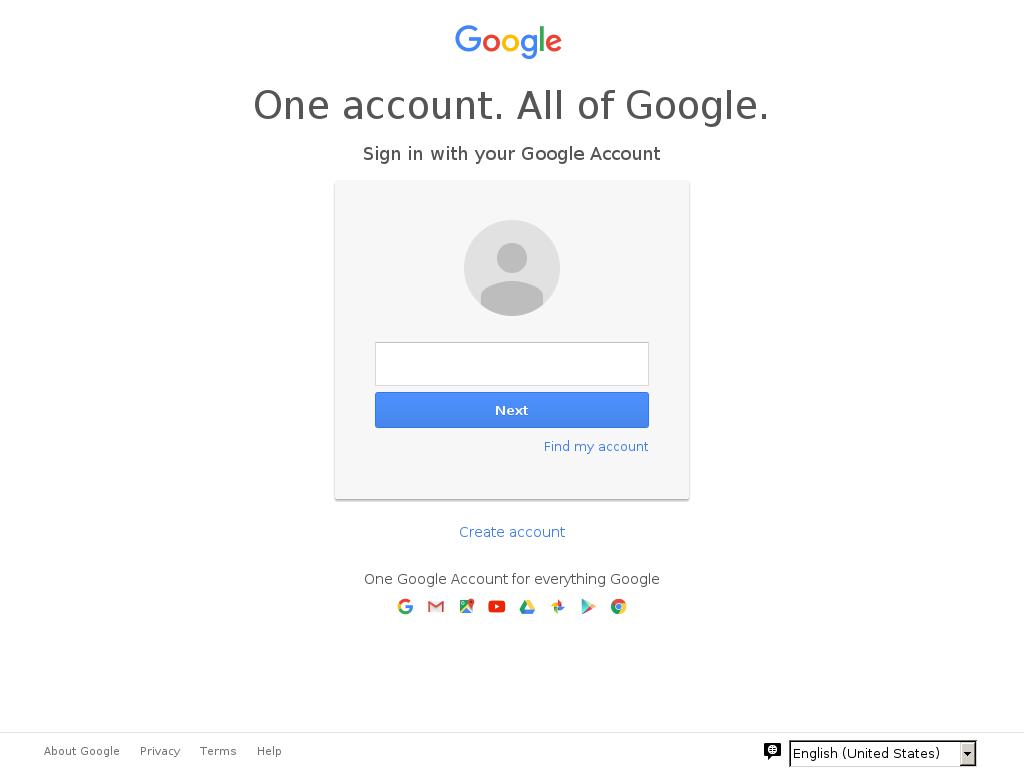 Google
One account. All of Google.
Sign in with your Google Account
Next
Find my account
Create account
One Google Account for everything Google
About Google Privacy Terms Help English (United States)